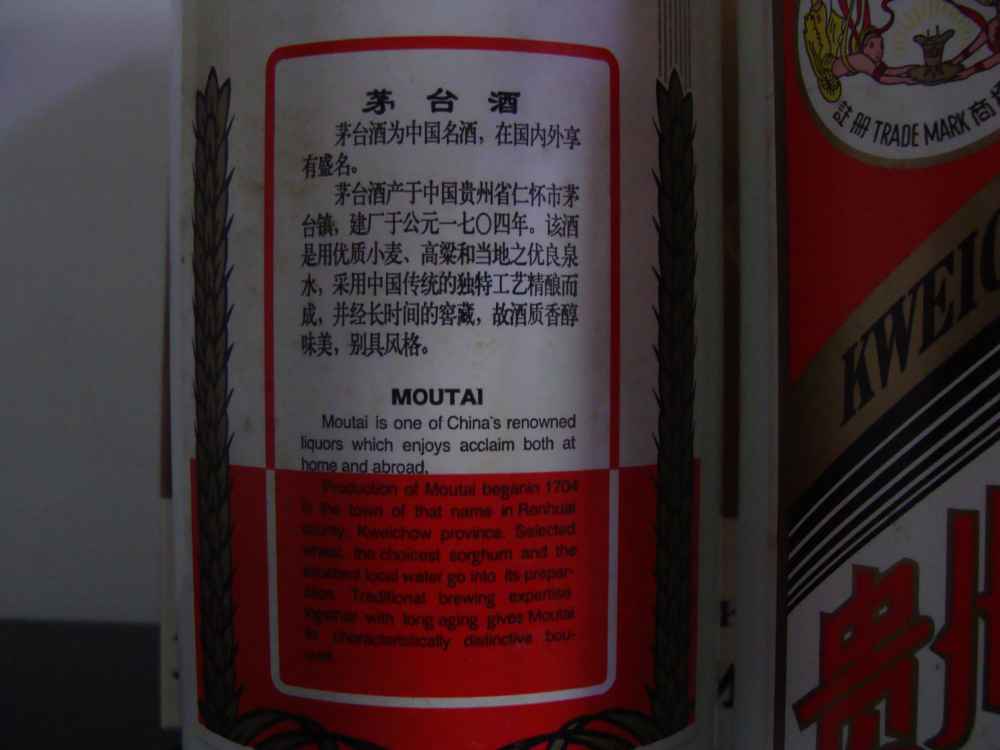 茅台酒
茅台酒为中国名酒，在国内外享
有盛名。
茅台酒产于中国贵州省仁怀市茅
台镇，建厂于公元一七〇四年。该酒
是用优质小麦、高粱和当地之优良泉
水，采用中国传统的独特工艺精酿而
成，并经长时间的窖藏，故酒质香醇
味美，别具风格。
MOUTAI
Moutai is one of China's renowned
liquors which enjoys acclaim both at
home and abroad.
Production of Moutai beganin 1704
in the town of that name in Renhuai
county, Kweichow province. Selected
wheat, the choicest sorghum and the
excellent local water go into its prepar-
ation. Traditional brewing expertise
together with long aging gives Moutai
its characteristically distinctive bou-
quet.
註冊 TRADE MARK 商
KWEIC
贵州